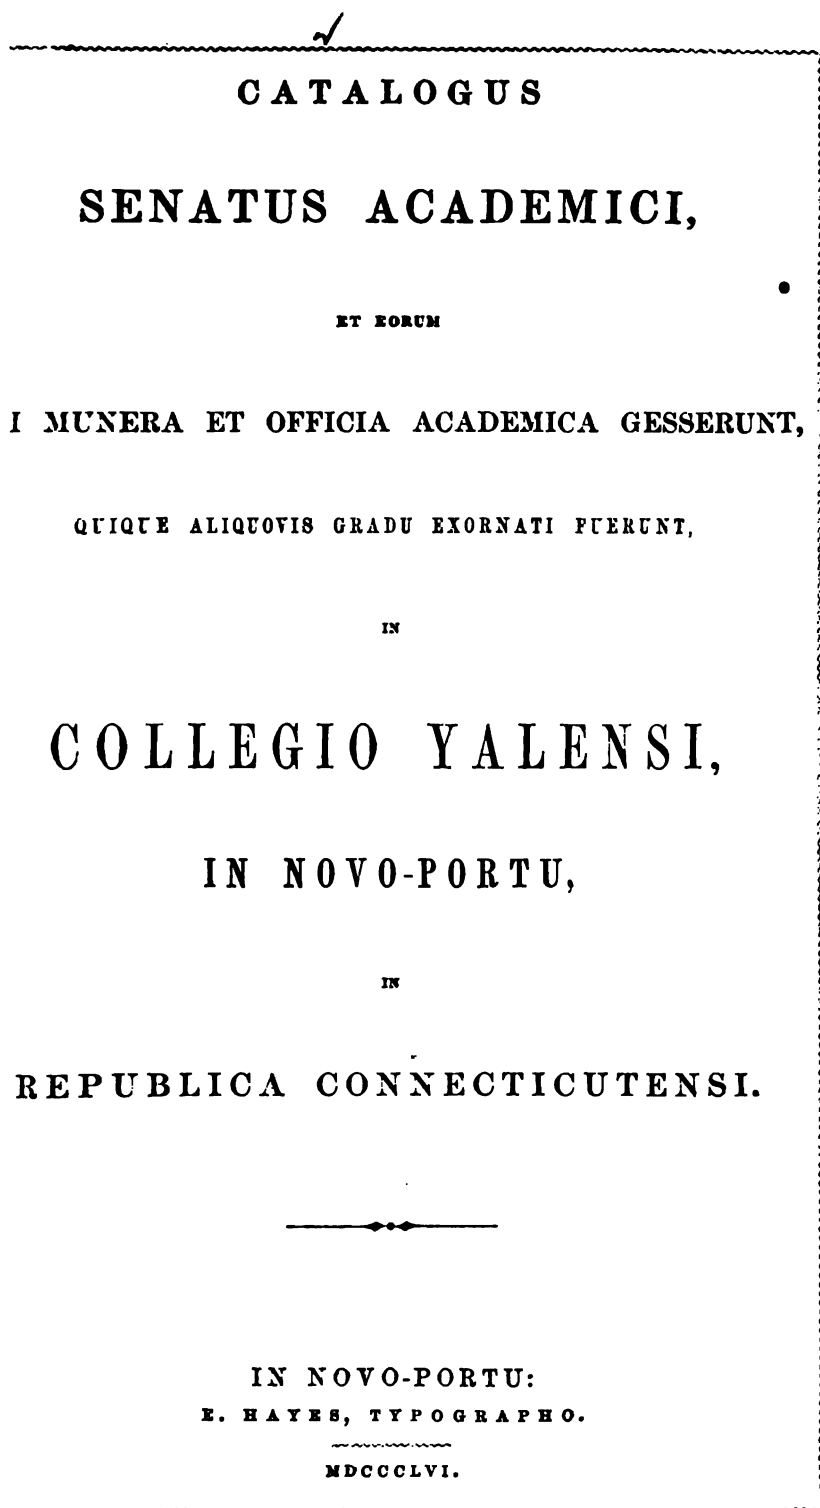 CATALOGUS
SENATUS ACADEMICI,
ET EORUM
I MUNERA ET OFFICIA ACADEMICA GESSERUNT,
QUIQUE ALIQUOVIS GRADU EXORNATI FUERUNT,
IN
COLLEGIO YALENSI,
IN NOVO-PORTU,
IN
REPUBLICA CONNECTICUTENSI.
IN NOVO-PORTU:
E. HAYES, TYPOGRAPHO.
MDCCCLVI.